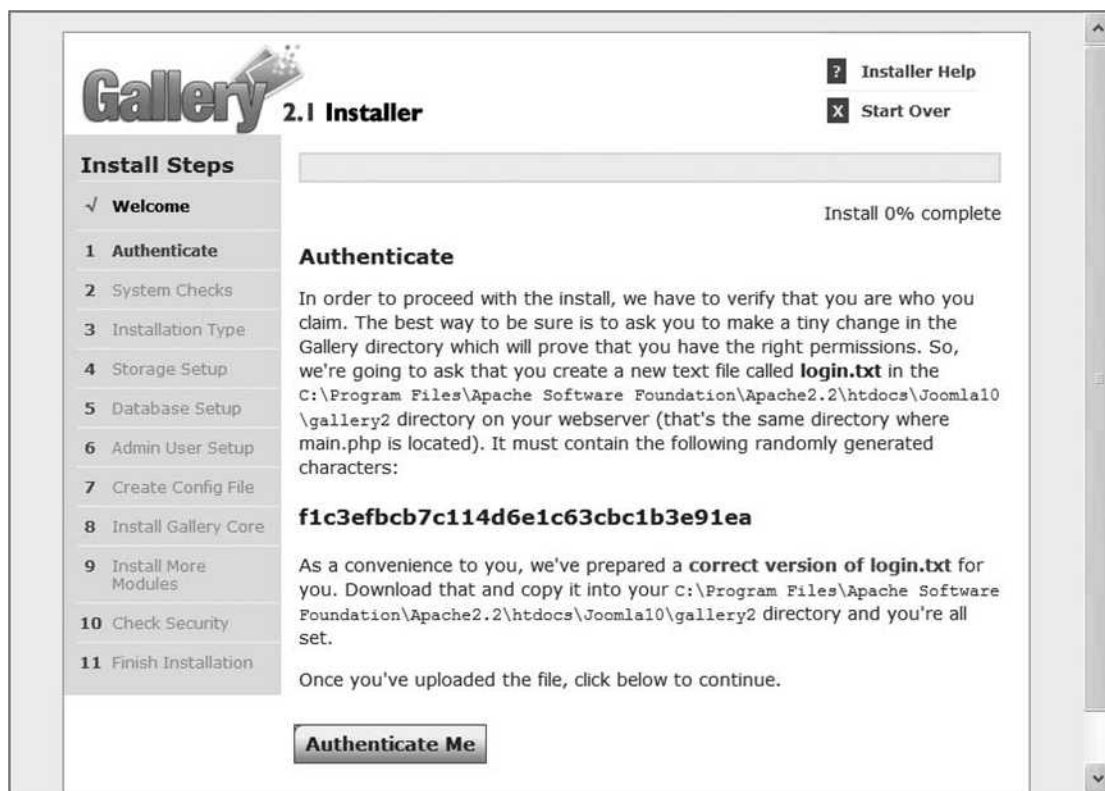 Gallery
2.1 Installer
? Installer Help
X Start Over
Install Steps
√ Welcome
1 Authenticate
2 System Checks
3 Installation Type
4 Storage Setup
5 Database Setup
6 Admin User Setup
7 Create Config File
8 Install Gallery Core
9 Install More
Modules
10 Check Security
11 Finish Installation
Install 0% complete
Authenticate
In order to proceed with the install, we have to verify that you are who you
claim. The best way to be sure is to ask you to make a tiny change in the
Gallery directory which will prove that you have the right permissions. So,
we're going to ask that you create a new text file called login.txt in the
C:\Program Files\Apache Software Foundation\Apache2.2\htdocs\Joomla10
\gallery2 directory on your webserver (that's the same directory where
main.php is located). It must contain the following randomly generated
characters:
f1c3efbcb7c114d6e1c63cbc1b3e91ea
As a convenience to you, we've prepared a correct version of login.txt for
you. Download that and copy it into your C:\Program Files\Apache Software
Foundation\Apache2.2\htdocs\Joomla10\gallery2 directory and you're all
set.
Once you've uploaded the file, click below to continue.
Authenticate Me